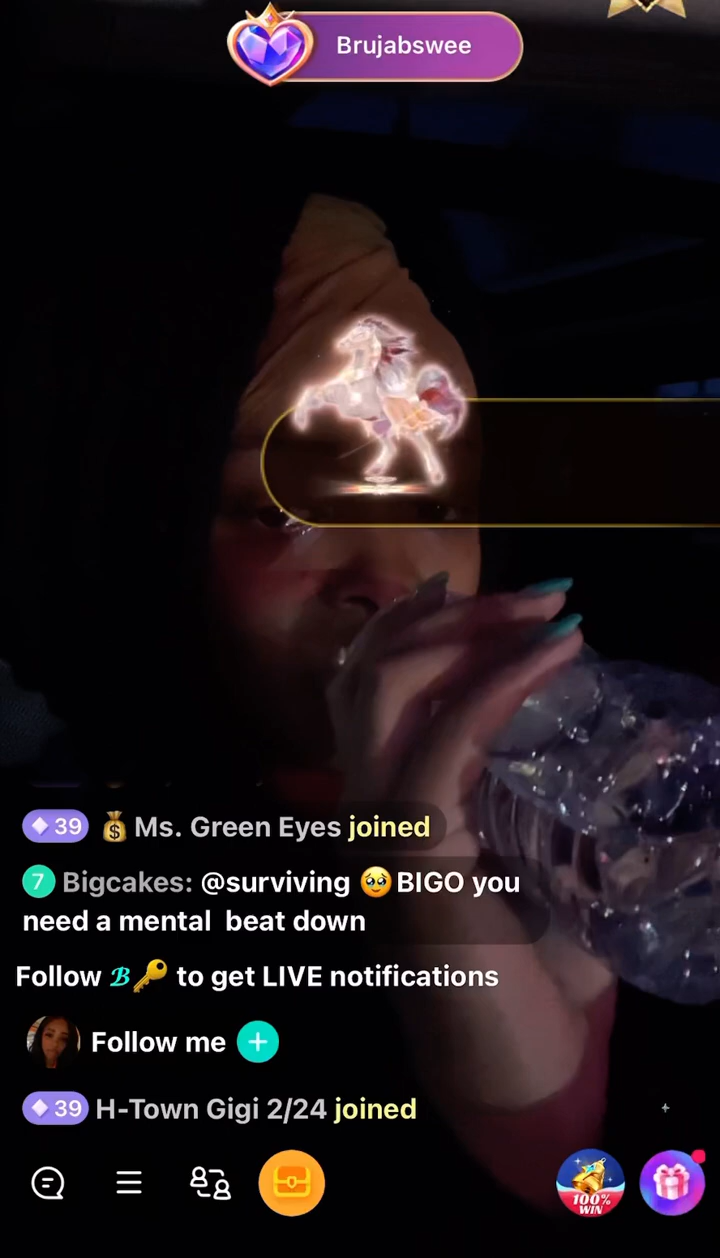 Brujabswee
39 💰 Ms. Green Eyes joined
7 Bigcakes: @surviving 🥹BIGO you
need a mental beat down
Follow 𝓑🔑 to get LIVE notifications
Follow me +
39 H-Town Gigi 2/24 joined
100%
WIN